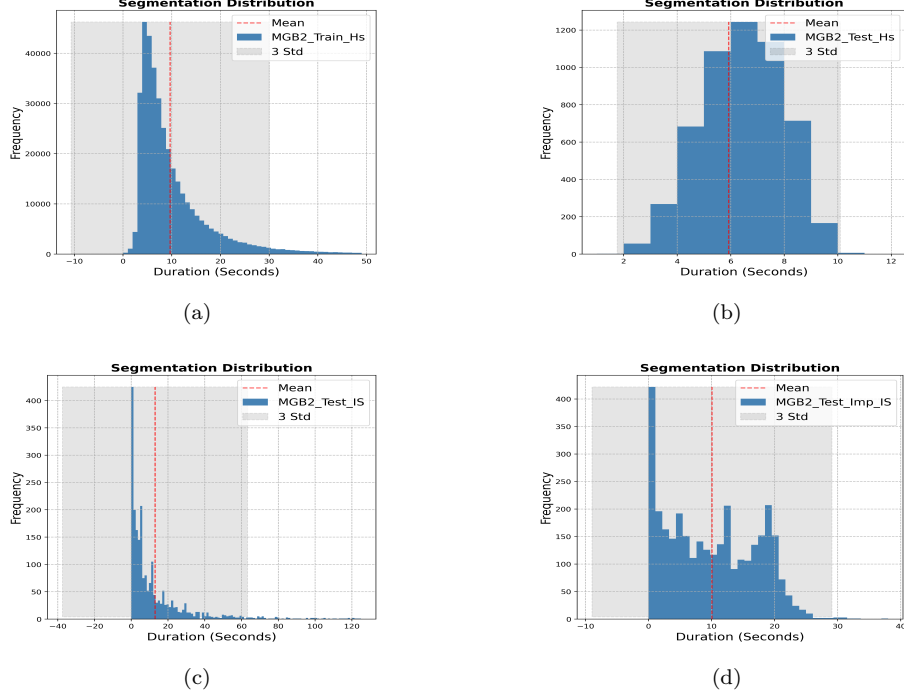 Segmentation Distribution
Mean
MGB2_Train_Hs
3 Std
Frequency
40000
30000
20000
10000
0
−10 0 10 20 30 40 50
Duration (Seconds)
(a)
Segmentation Distribution
Mean
MGB2_Test_Hs
3 Std
Frequency
1200
1000
800
600
400
200
0
2 4 6 8 10 12
Duration (Seconds)
(b)
Segmentation Distribution
Mean
MGB2_Test_IS
3 Std
Frequency
400
350
300
250
200
150
100
50
0
−40 −20 0 20 40 60 80 100 120
Duration (Seconds)
(c)
Segmentation Distribution
Mean
MGB2_Test_Imp_IS
3 Std
Frequency
400
350
300
250
200
150
100
50
0
−10 0 10 20 30 40
Duration (Seconds)
(d)